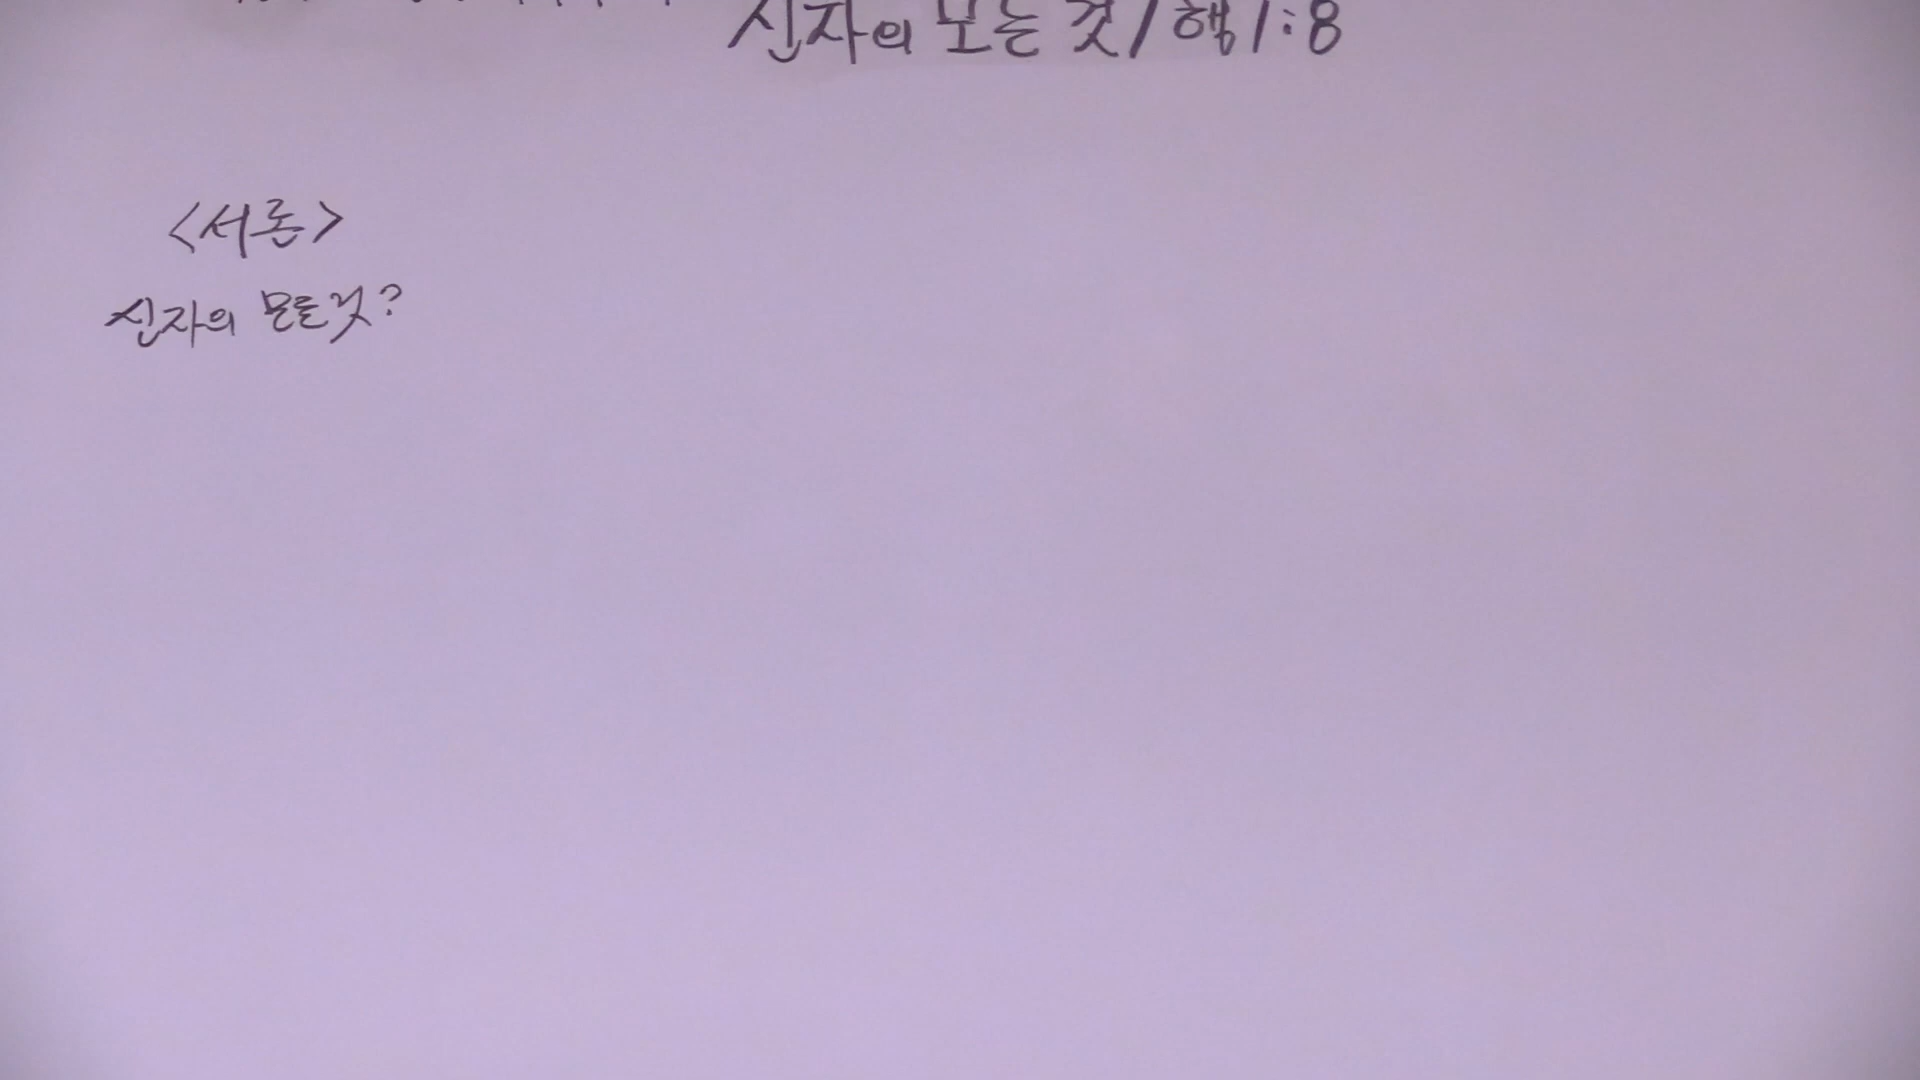 신자의 모든 것/행1:8
<서론>
신자의 모든것?